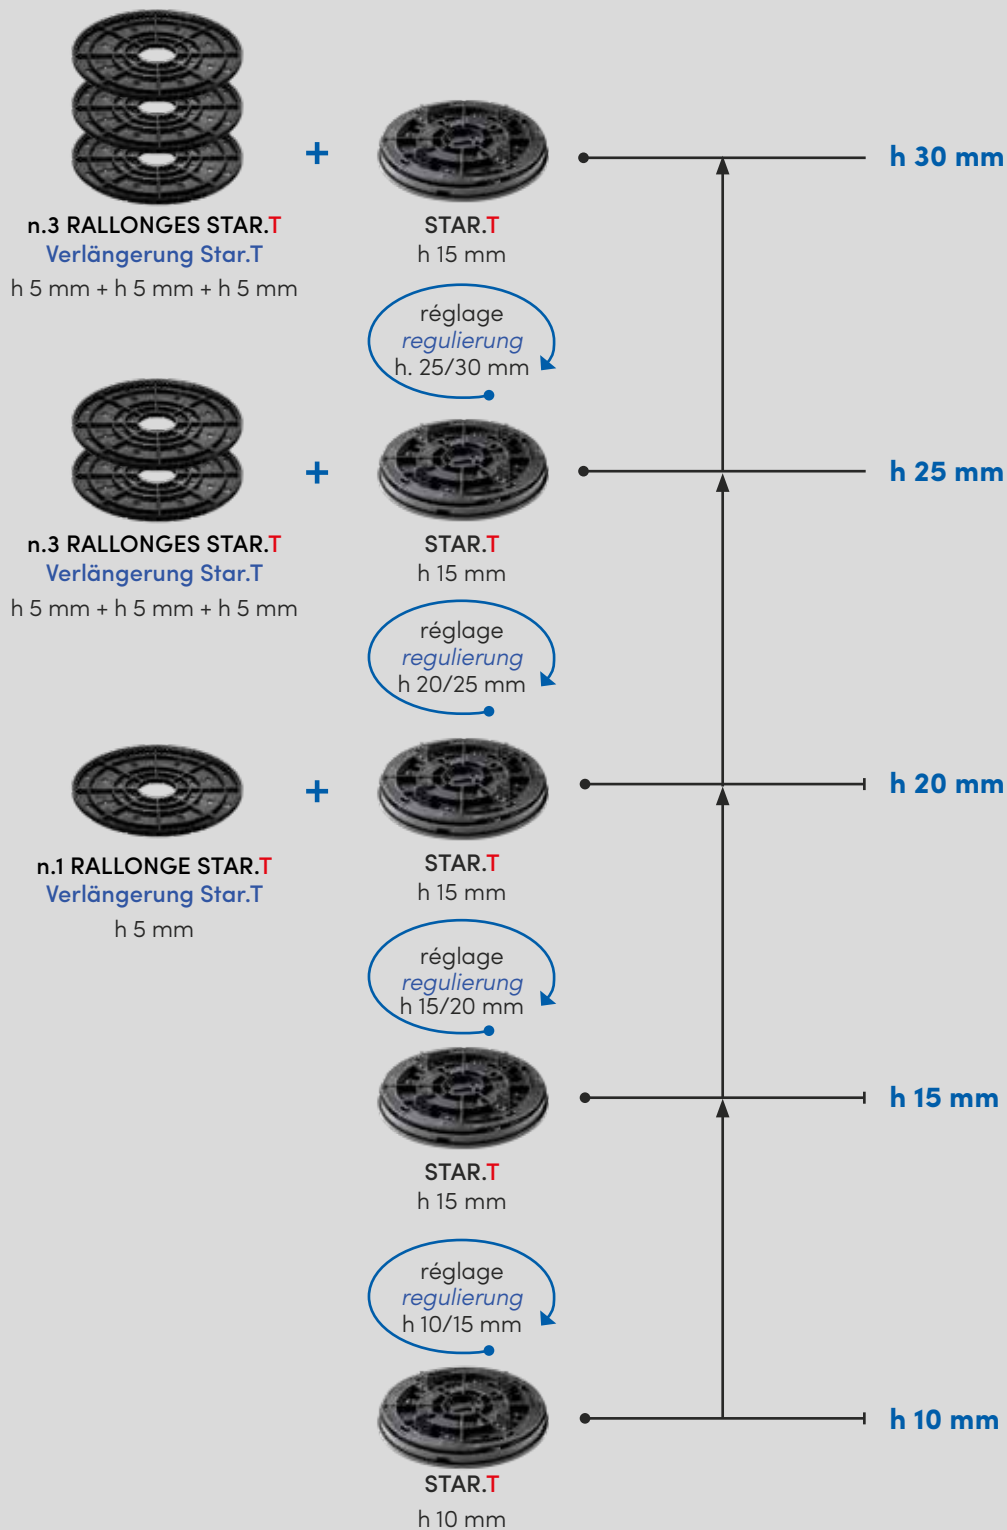 +
h 30 mm
n.3 RALLONGES STAR.T
Verlängerung Star.T
h 5 mm + h 5 mm + h 5 mm
STAR.T
h 15 mm
réglage
regulierung
h. 25/30 mm
+
h 25 mm
n.3 RALLONGES STAR.T
Verlängerung Star.T
h 5 mm + h 5 mm + h 5 mm
STAR.T
h 15 mm
réglage
regulierung
h 20/25 mm
+
h 20 mm
n.1 RALLONGE STAR.T
Verlängerung Star.T
h 5 mm
STAR.T
h 15 mm
réglage
regulierung
h 15/20 mm
h 15 mm
STAR.T
h 15 mm
réglage
regulierung
h 10/15 mm
h 10 mm
STAR.T
h 10 mm